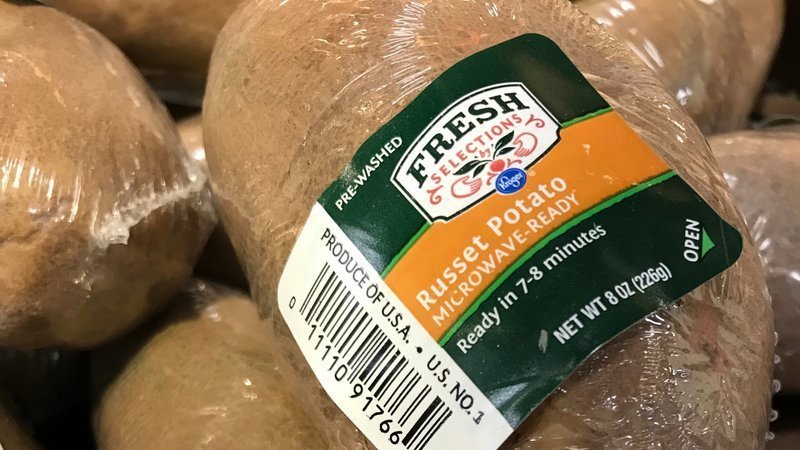 PRE-WASHED
FRESH
SELECTIONS
by
Kroger
Russet Potato
MICROWAVE-READY
Ready in 7-8 minutes
NET WT 8 OZ (226g)
OPEN
PRODUCE OF U.S.A. • U.S. NO. 1
0 11110 91766